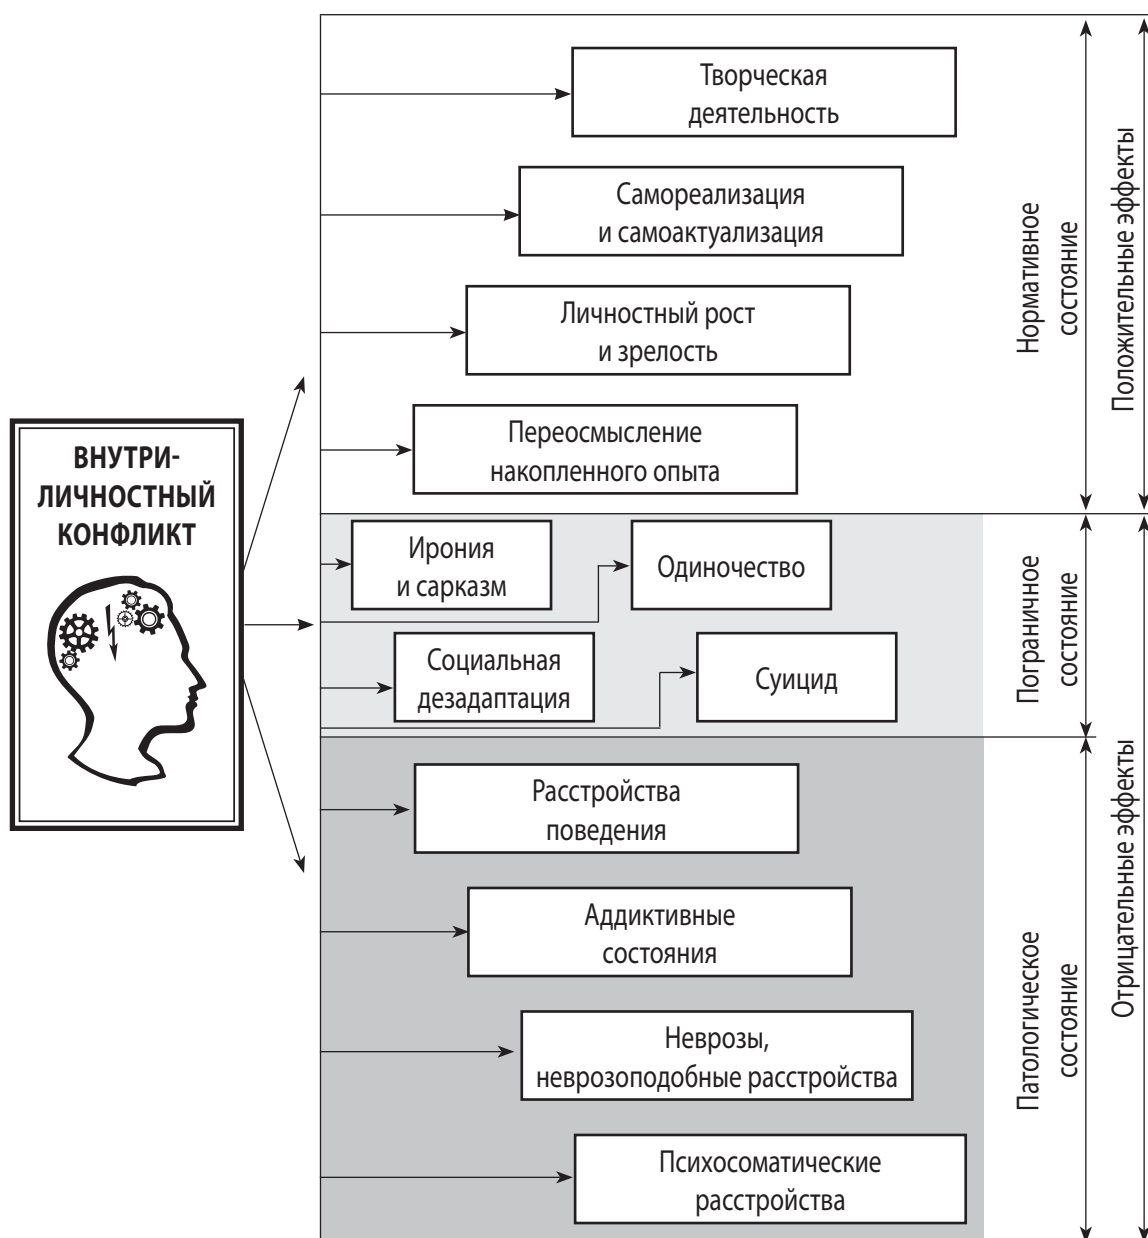 ВНУТРИ-
ЛИЧНОСТНЫЙ
КОНФЛИКТ
Творческая
деятельность
Самореализация
и самоактуализация
Личностный рост
и зрелость
Переосмысление
накопленного опыта
Нормативное
состояние
Положительные эффекты
Ирония
и сарказм
Одиночество
Социальная
дезадаптация
Суицид
Пограничное
состояние
Расстройства
поведения
Аддиктивные
состояния
Неврозы,
неврозоподобные расстройства
Психосоматические
расстройства
Патологическое
состояние
Отрицательные эффекты